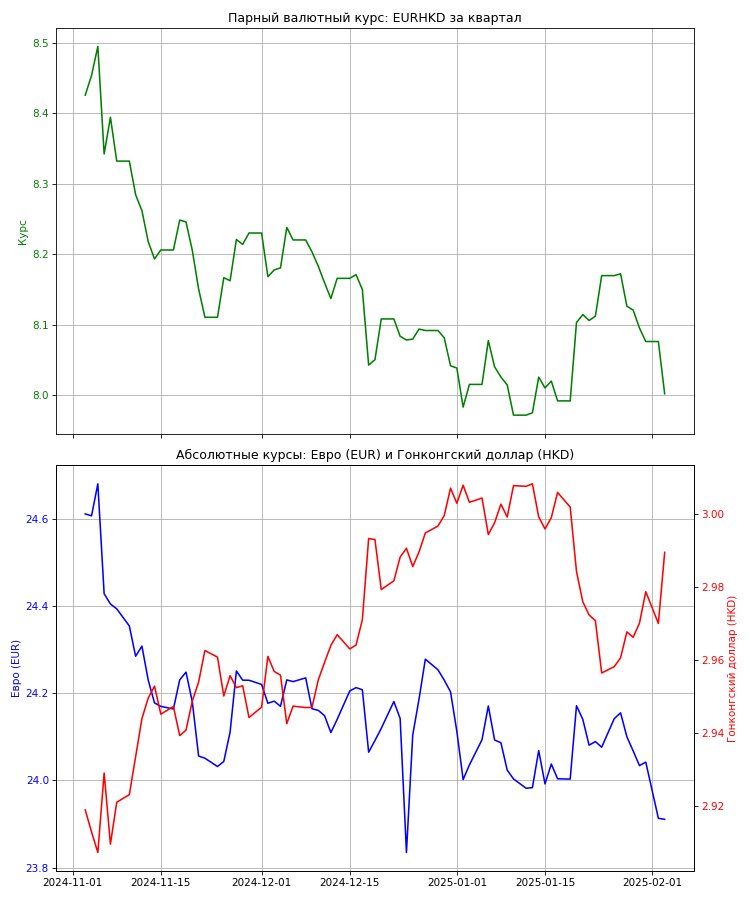 Парный валютный курс: EURHKD за квартал
8.5
8.4
8.3
8.2
8.1
8.0
Курс
Абсолютные курсы: Евро (EUR) и Гонконгский доллар (HKD)
24.6
24.4
24.2
24.0
23.8
Евро (EUR)
3.00
2.98
2.96
2.94
2.92
Гонконгский доллар (HKD)
2024-11-01 2024-11-15 2024-12-01 2024-12-15 2025-01-01 2025-01-15 2025-02-01